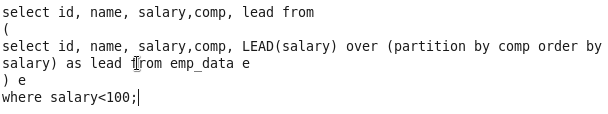 select id, name, salary,comp, lead from
(
select id, name, salary,comp, LEAD(salary) over (partition by comp order by
salary) as lead from emp_data e
) e
where salary<100;